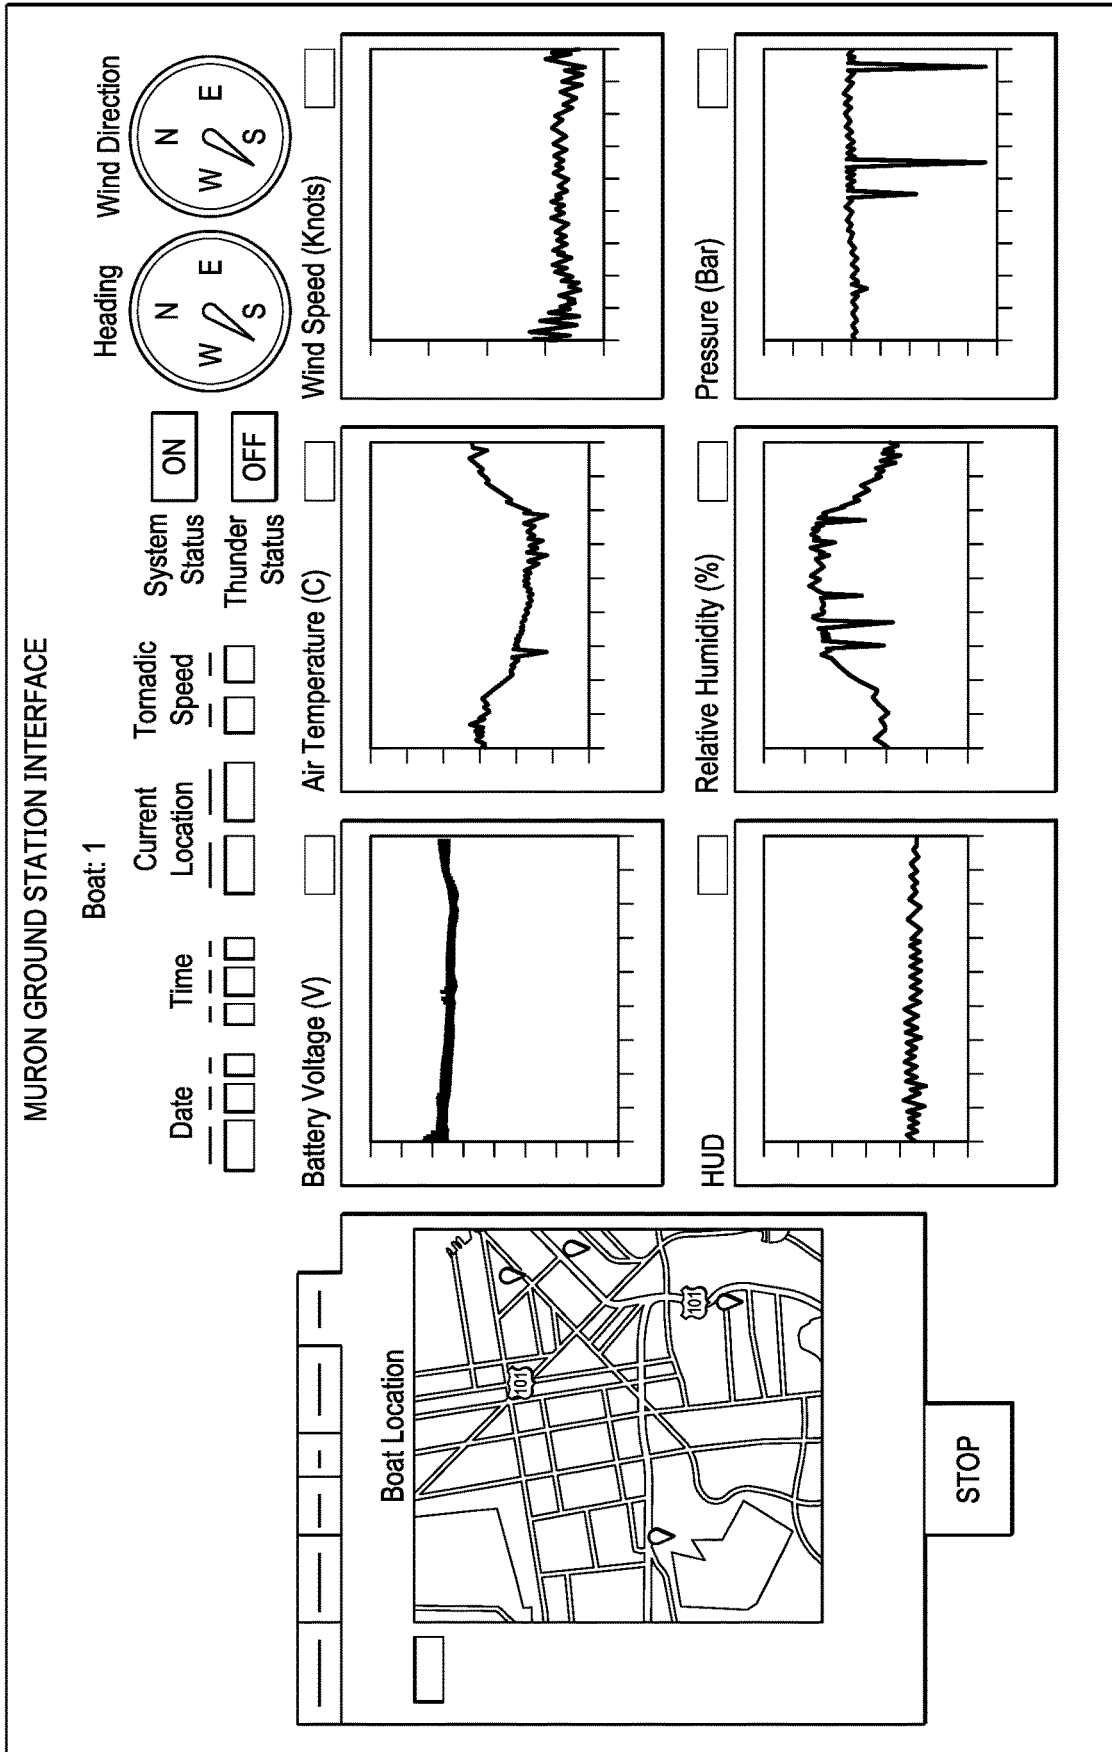 MURON GROUND STATION INTERFACE
Boat: 1
Date
Time
Current
Location
Tornadic
Speed
System
Status
ON
Thunder
Status
OFF
Heading
N
W
E
S
Wind Direction
N
W
E
S
Boat Location
101
101
STOP
Battery Voltage (V)
Air Temperature (C)
Wind Speed (Knots)
HUD
Relative Humidity (%)
Pressure (Bar)